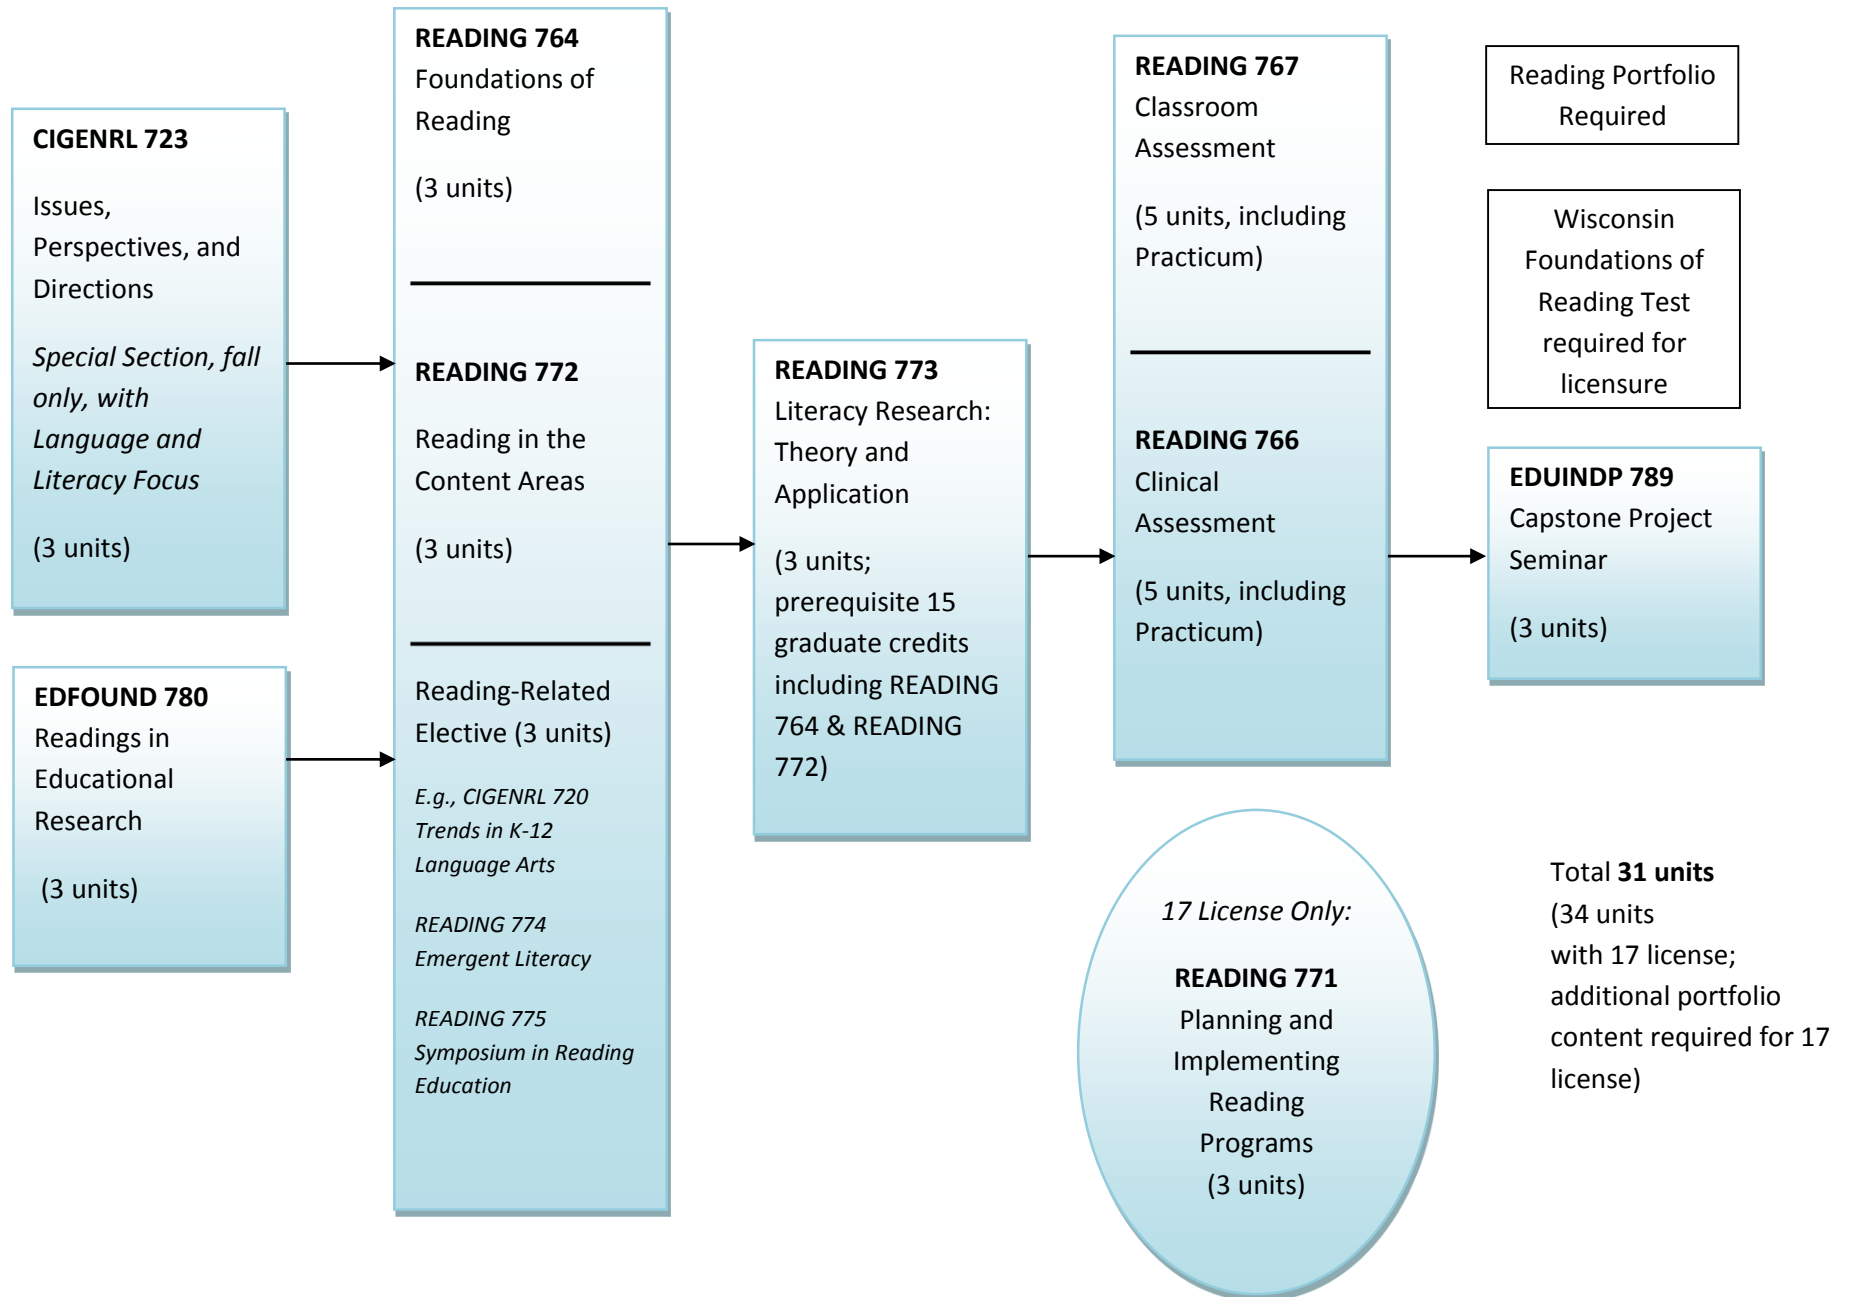 CIGENRL 723
Issues,
Perspectives, and
Directions
Special Section, fall
only, with
Language and
Literacy Focus
(3 units)
EDFOUND 780
Readings in
Educational
Research
(3 units)
READING 764
Foundations of
Reading
(3 units)
READING 772
Reading in the
Content Areas
(3 units)
Reading-Related
Elective (3 units)
E.g., CIGENRL 720
Trends in K-12
Language Arts
READING 774
Emergent Literacy
READING 775
Symposium in Reading
Education
READING 773
Literacy Research:
Theory and
Application
(3 units;
prerequisite 15
graduate credits
including READING
764 & READING
772)
READING 767
Classroom
Assessment
(5 units, including
Practicum)
READING 766
Clinical
Assessment
(5 units, including
Practicum)
17 License Only:
READING 771
Planning and
Implementing
Reading
Programs
(3 units)
Reading Portfolio
Required
Wisconsin
Foundations of
Reading Test
required for
licensure
EDUINDP 789
Capstone Project
Seminar
(3 units)
Total 31 units
(34 units
with 17 license;
additional portfolio
content required for 17
license)